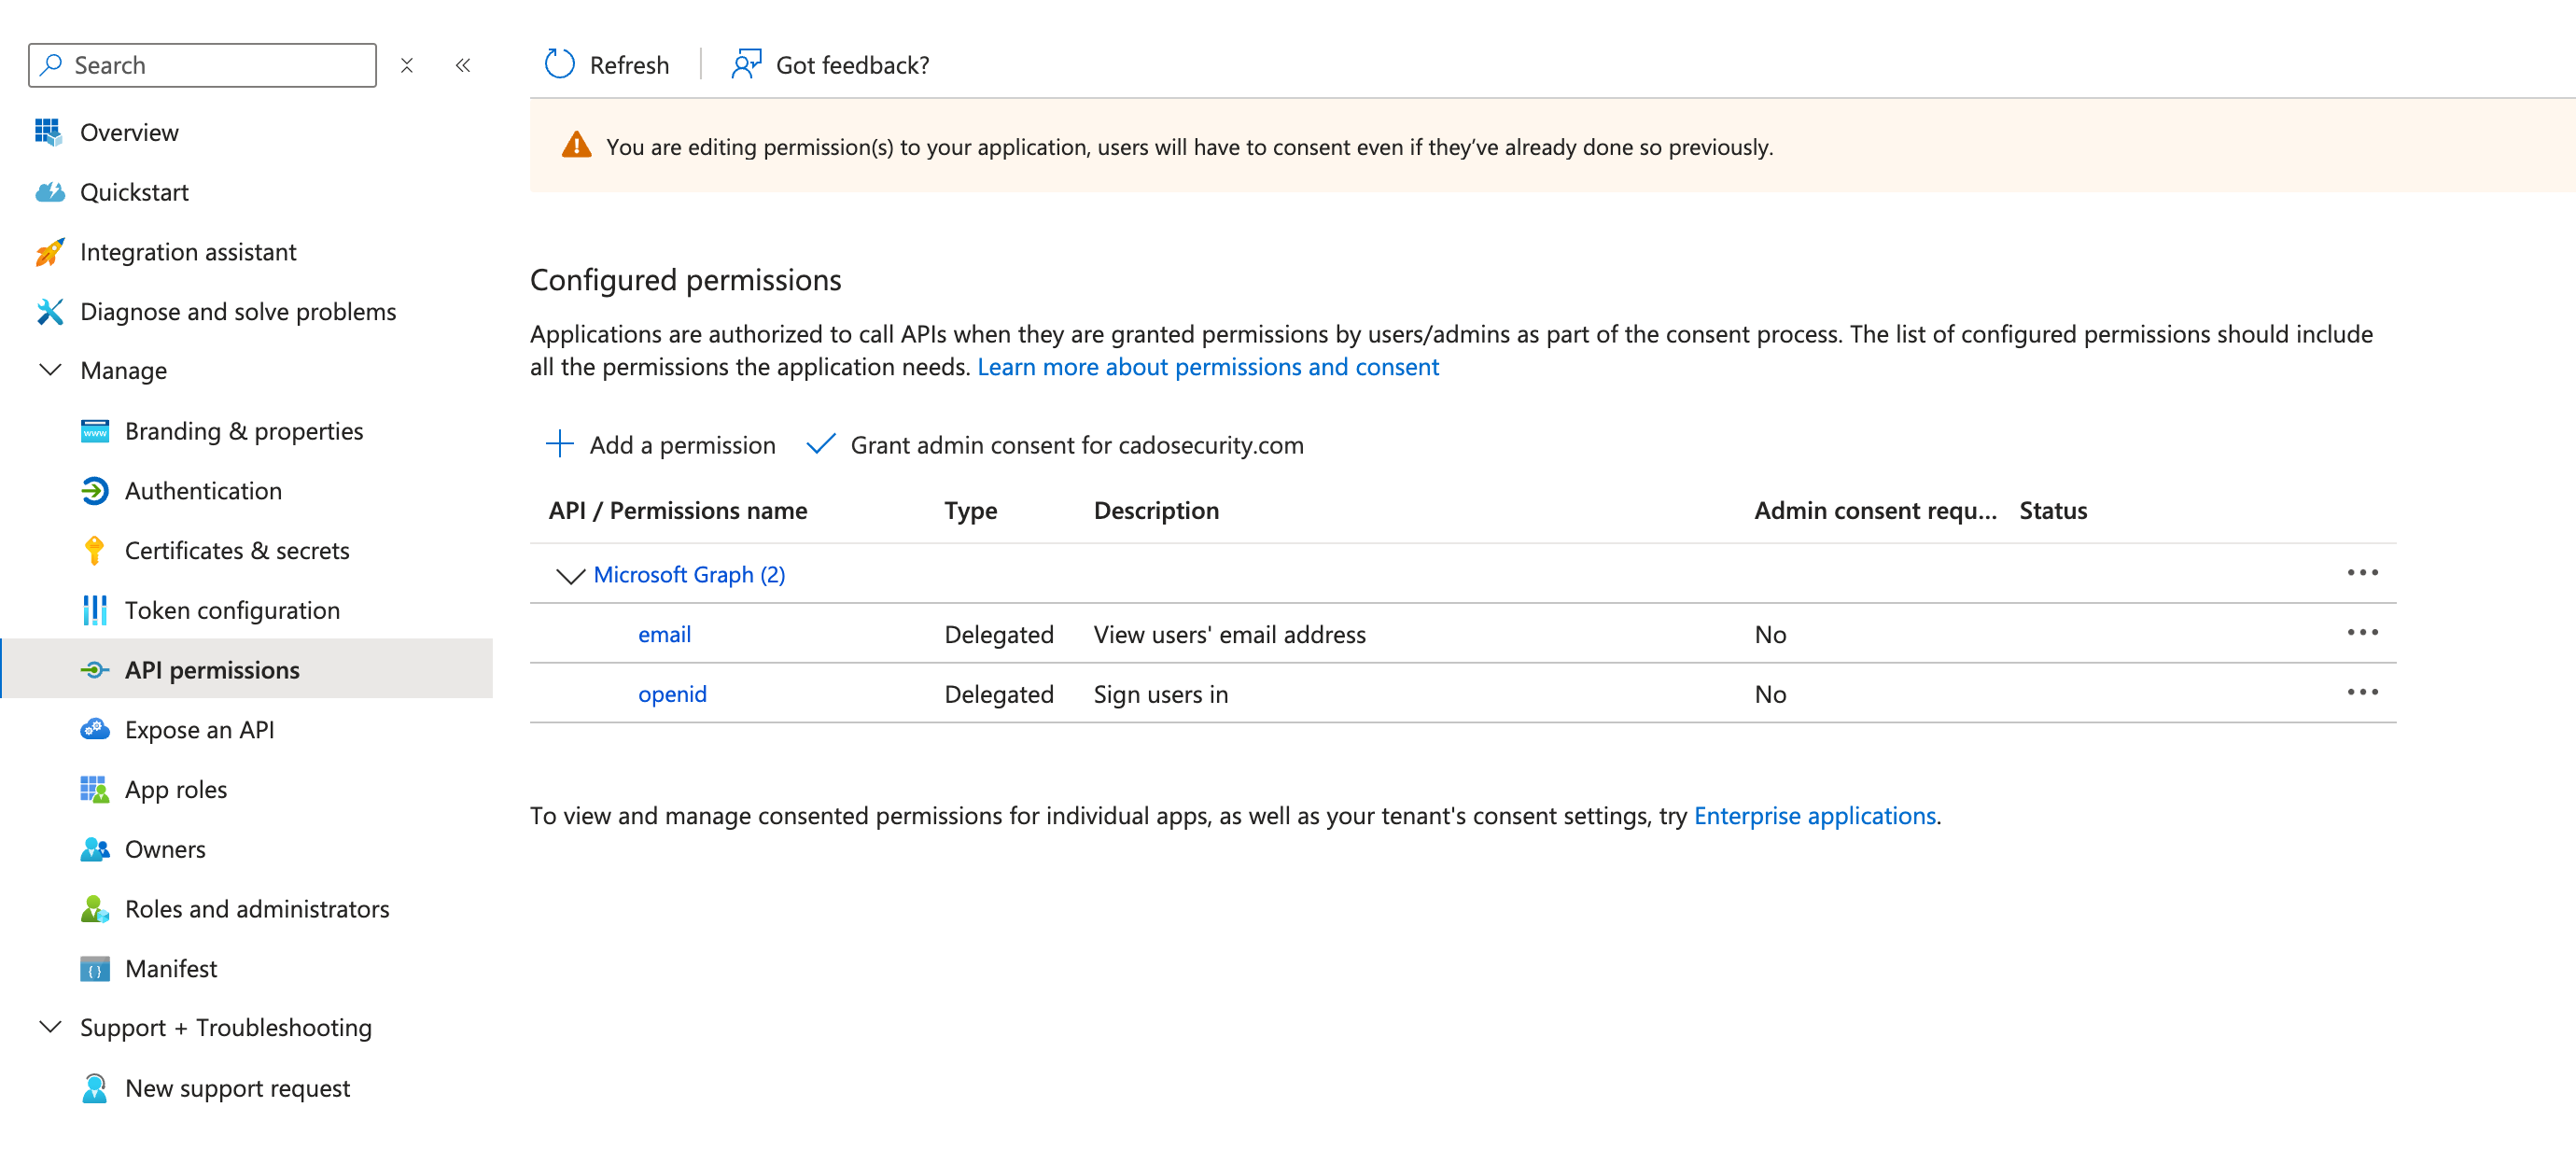 Search
Refresh
Got feedback?
Overview
Quickstart
Integration assistant
Diagnose and solve problems
Manage
Branding & properties
Authentication
Certificates & secrets
Token configuration
API permissions
Expose an API
App roles
Owners
Roles and administrators
Manifest
Support + Troubleshooting
New support request
You are editing permission(s) to your application, users will have to consent even if they’ve already done so previously.
Configured permissions
Applications are authorized to call APIs when they are granted permissions by users/admins as part of the consent process. The list of configured permissions should include
all the permissions the application needs. Learn more about permissions and consent
Add a permission
Grant admin consent for cadosecurity.com
API / Permissions name Type Description Admin consent requ... Status
Microsoft Graph (2)
email Delegated View users' email address No
openid Delegated Sign users in No
To view and manage consented permissions for individual apps, as well as your tenant's consent settings, try Enterprise applications.